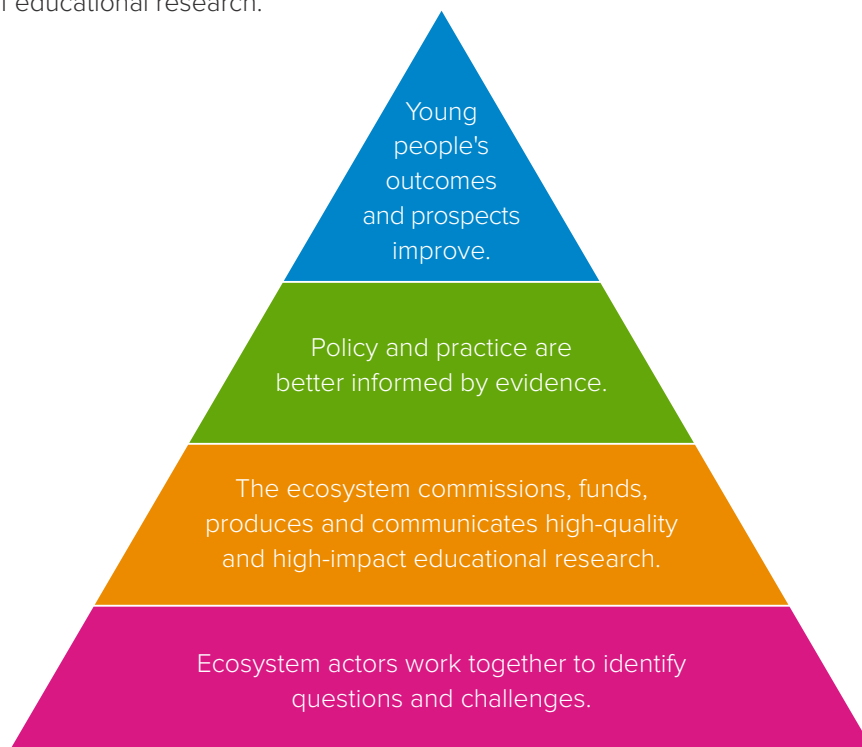 educational research.
Young
people's
outcomes
and prospects
improve.
Policy and practice are
better informed by evidence.
The ecosystem commissions, funds,
produces and communicates high-quality
and high-impact educational research.
Ecosystem actors work together to identify
questions and challenges.